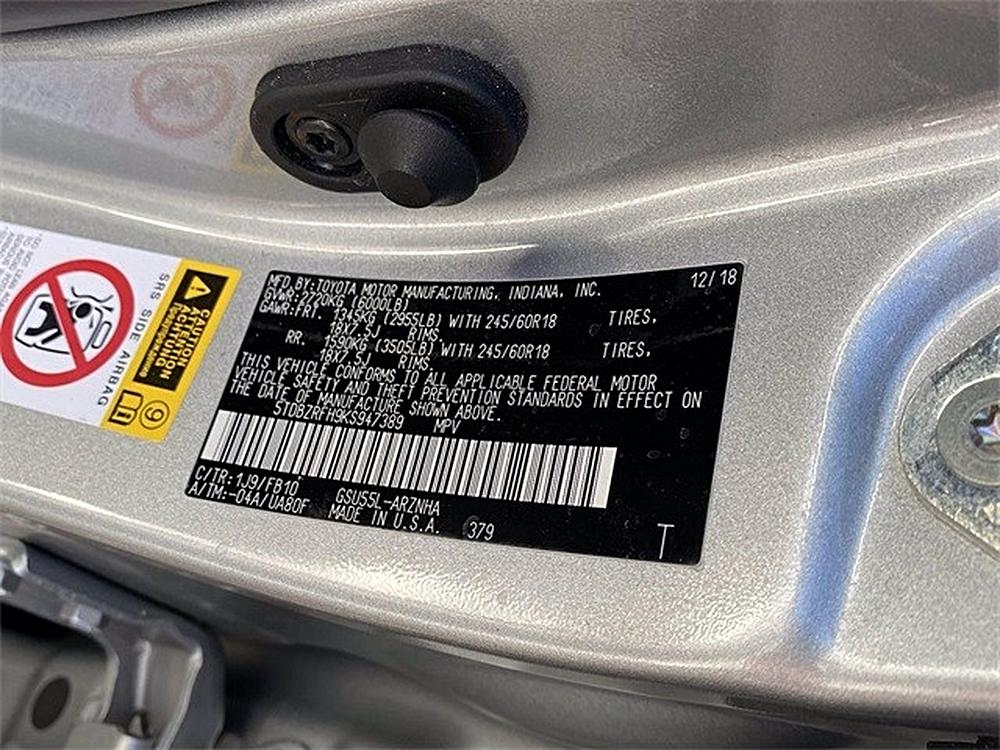 MFD. BY: TOYOTA MOTOR MANUFACTURING, INDIANA, INC. 12/18
GVWR: 2720KG (6000LB)
GAWR: FRT. 1345KG (2955LB) WITH 245/60R18 TIRES,
18X7.5J RIMS.
RR. 1590KG (3505LB) WITH 245/60R18 TIRES,
18X7.5J RIMS.
THIS VEHICLE CONFORMS TO ALL APPLICABLE FEDERAL MOTOR
VEHICLE SAFETY AND THEFT PREVENTION STANDARDS IN EFFECT ON
THE DATE OF MANUFACTURE SHOWN ABOVE.
5TDBZRFH9KS947389 MPV
C/TR: 1J9/FB10 GSU55L-ARZNHA
A/TM: -04A/UA80F MADE IN U.S.A. 379
T
SRS SIDE AIRBAG
CAUTION
ATTENTION
ACHTUNG
9